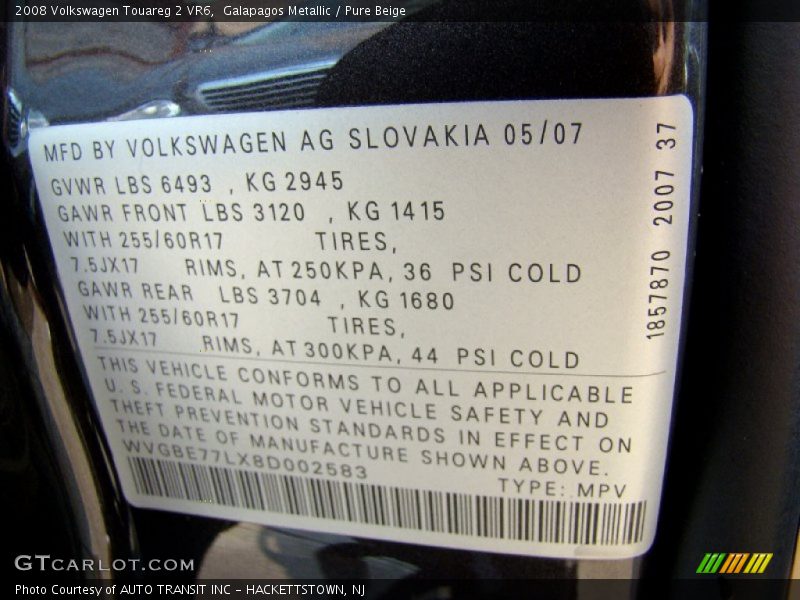 2008 Volkswagen Touareg 2 VR6,  Galapagos Metallic / Pure Beige
MFD BY VOLKSWAGEN AG SLOVAKIA 05/07
GVWR LBS 6493 , KG 2945
GAWR FRONT LBS 3120 , KG 1415
WITH 255/60R17 TIRES,
7.5JX17 RIMS, AT 250KPA, 36 PSI COLD
GAWR REAR LBS 3704 , KG 1680
WITH 255/60R17 TIRES,
7.5JX17 RIMS, AT 300KPA, 44 PSI COLD
THIS VEHICLE CONFORMS TO ALL APPLICABLE
U. S. FEDERAL MOTOR VEHICLE SAFETY AND
THEFT PREVENTION STANDARDS IN EFFECT ON
THE DATE OF MANUFACTURE SHOWN ABOVE.
WVGBE77LX8D002583
TYPE: MPV
1857870 2007 37
GTCARLOT.COM
Photo Courtesy of AUTO TRANSIT INC - HACKETTSTOWN, NJ